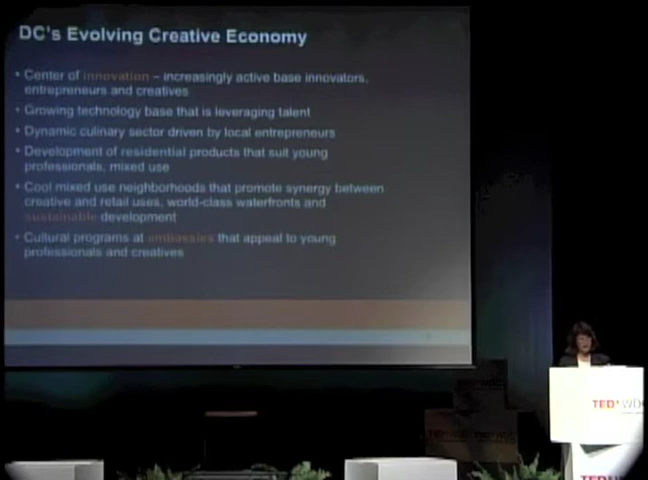 DC's Evolving Creative Economy
• Center of innovation – increasingly active base innovators,
entrepreneurs and creatives
• Growing technology base that is leveraging talent
• Dynamic culinary sector driven by local entrepreneurs
• Development of residential products that suit young
professionals, mixed use
• Cool mixed use neighborhoods that promote synergy between
creative and retail uses, world-class waterfronts and
sustainable development
• Cultural programs at embassies that appeal to young
professionals and creatives
TEDxWDC
TEDx